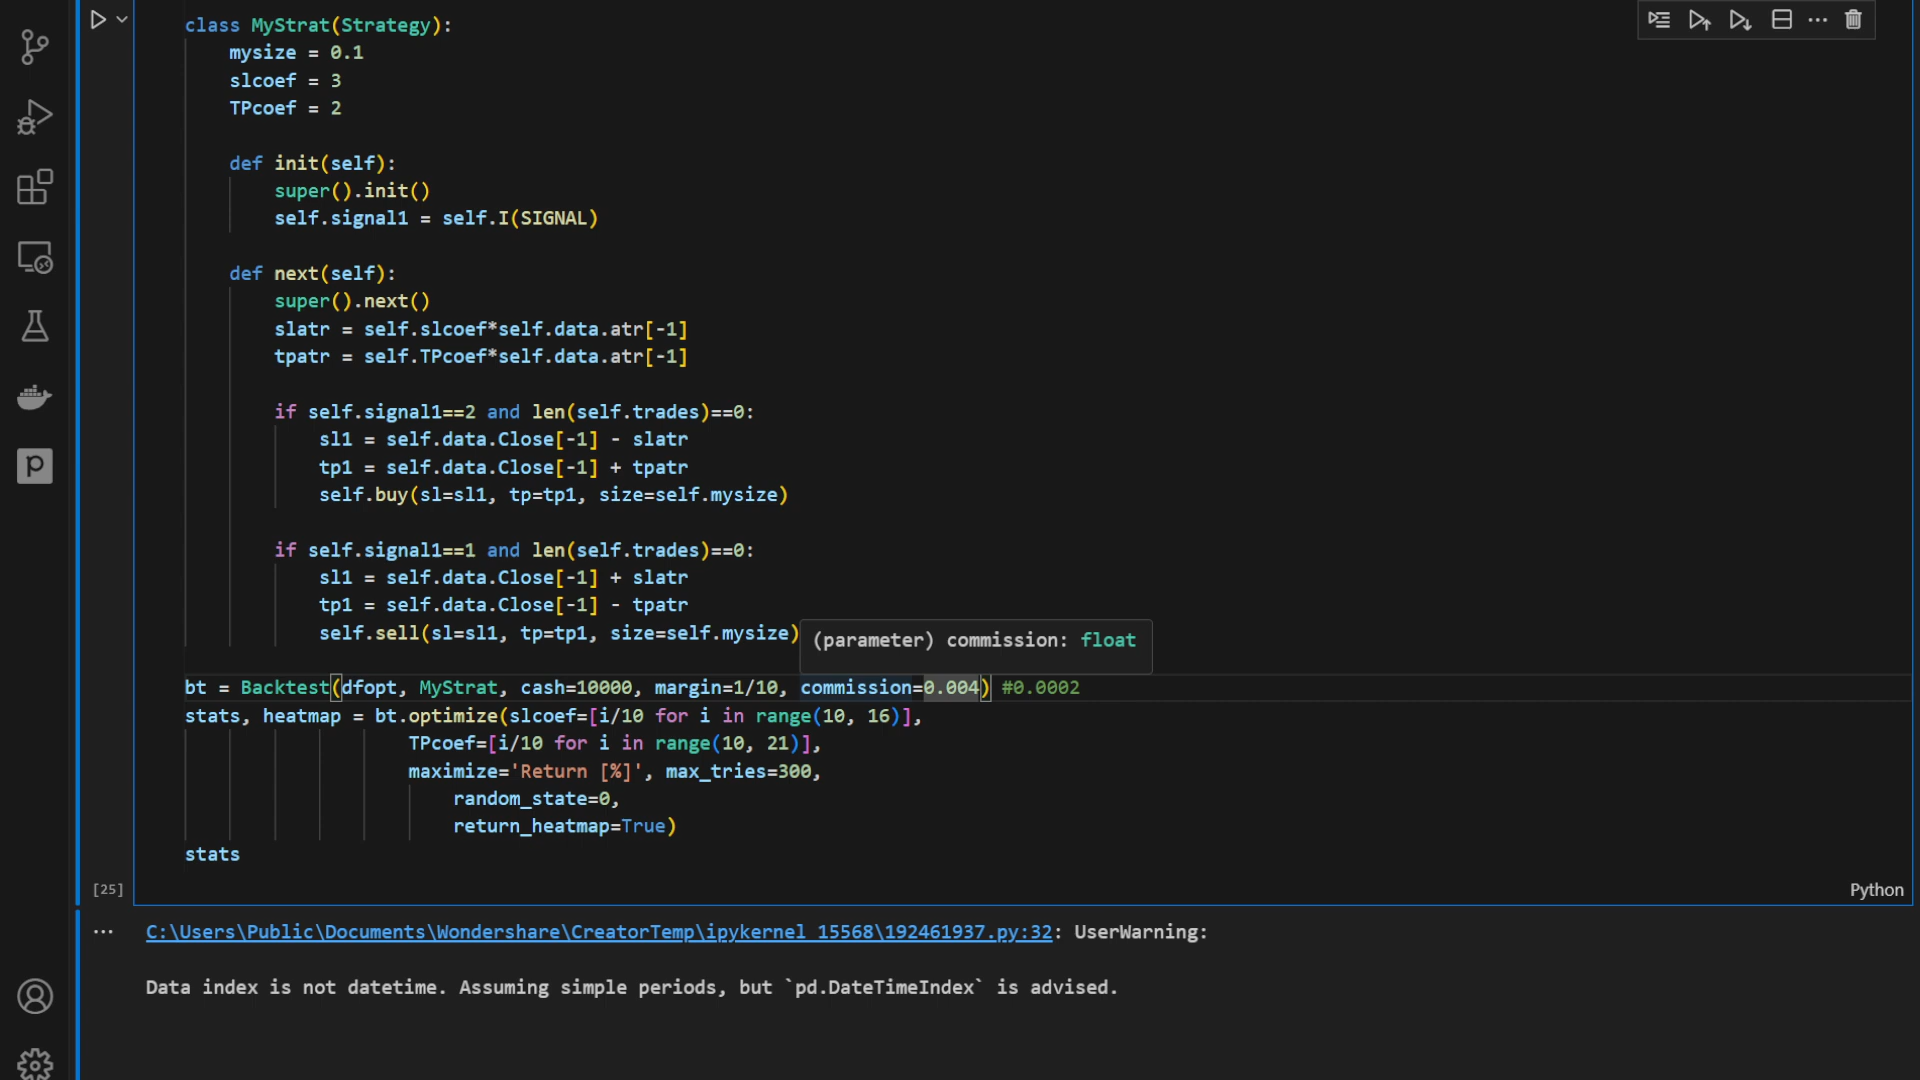 class MyStrat(Strategy):
    mysize = 0.1
    slcoef = 3
    TPcoef = 2
    def init(self):
        super().init()
        self.signal1 = self.I(SIGNAL)
    def next(self):
        super().next()
        slatr = self.slcoef*self.data.atr[-1]
        tpatr = self.TPcoef*self.data.atr[-1]
        if self.signal1==2 and len(self.trades)==0:
            sl1 = self.data.Close[-1] - slatr
            tp1 = self.data.Close[-1] + tpatr
            self.buy(sl=sl1, tp=tp1, size=self.mysize)
        if self.signal1==1 and len(self.trades)==0:
            sl1 = self.data.Close[-1] + slatr
            tp1 = self.data.Close[-1] - tpatr
            self.sell(sl=sl1, tp=tp1, size=self.mysize)
(parameter) commission: float
bt = Backtest(dfopt, MyStrat, cash=10000, margin=1/10, commission=0.004) #0.0002
stats, heatmap = bt.optimize(slcoef=[i/10 for i in range(10, 16)],
                    TPcoef=[i/10 for i in range(10, 21)],
                    maximize='Return [%]', max_tries=300,
                        random_state=0,
                        return_heatmap=True)
stats
[25]
Python
C:\Users\Public\Documents\Wondershare\CreatorTemp\ipykernel_15568\192461937.py:32: UserWarning:
Data index is not datetime. Assuming simple periods, but `pd.DateTimeIndex` is advised.